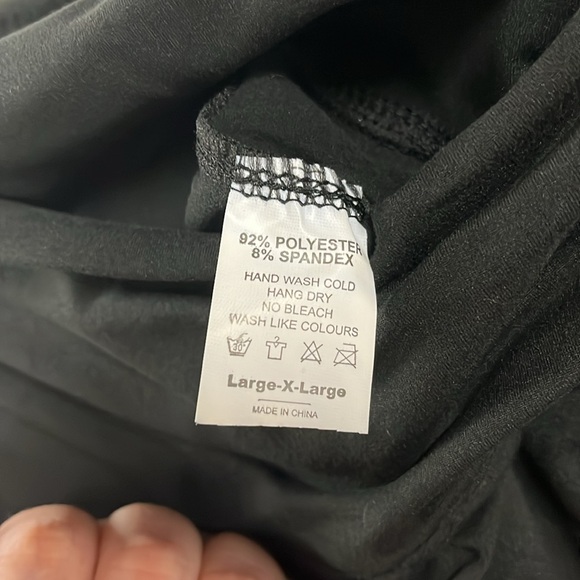 92% POLYESTER
8% SPANDEX
HAND WASH COLD
HANG DRY
NO BLEACH
WASH LIKE COLOURS
30°
Large-X-Large
MADE IN CHINA